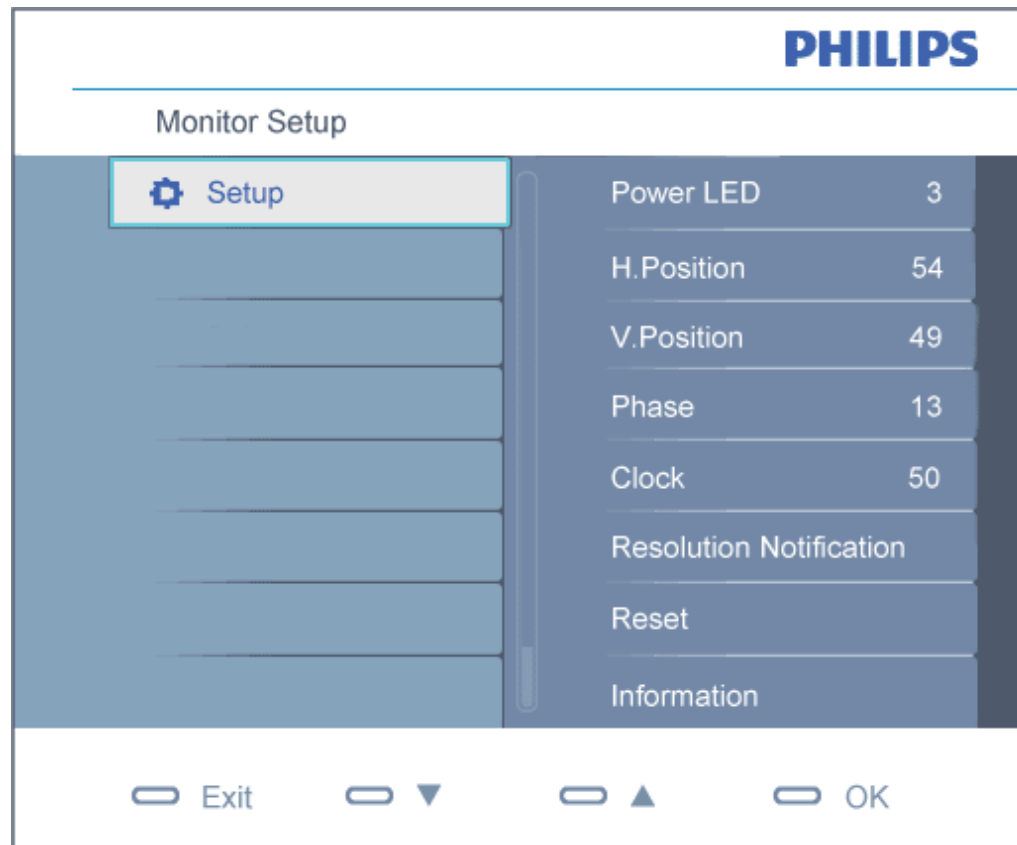 PHILIPS
Monitor Setup
Setup
Power LED 3
H.Position 54
V.Position 49
Phase 13
Clock 50
Resolution Notification
Reset
Information
Exit ▼ ▲ OK